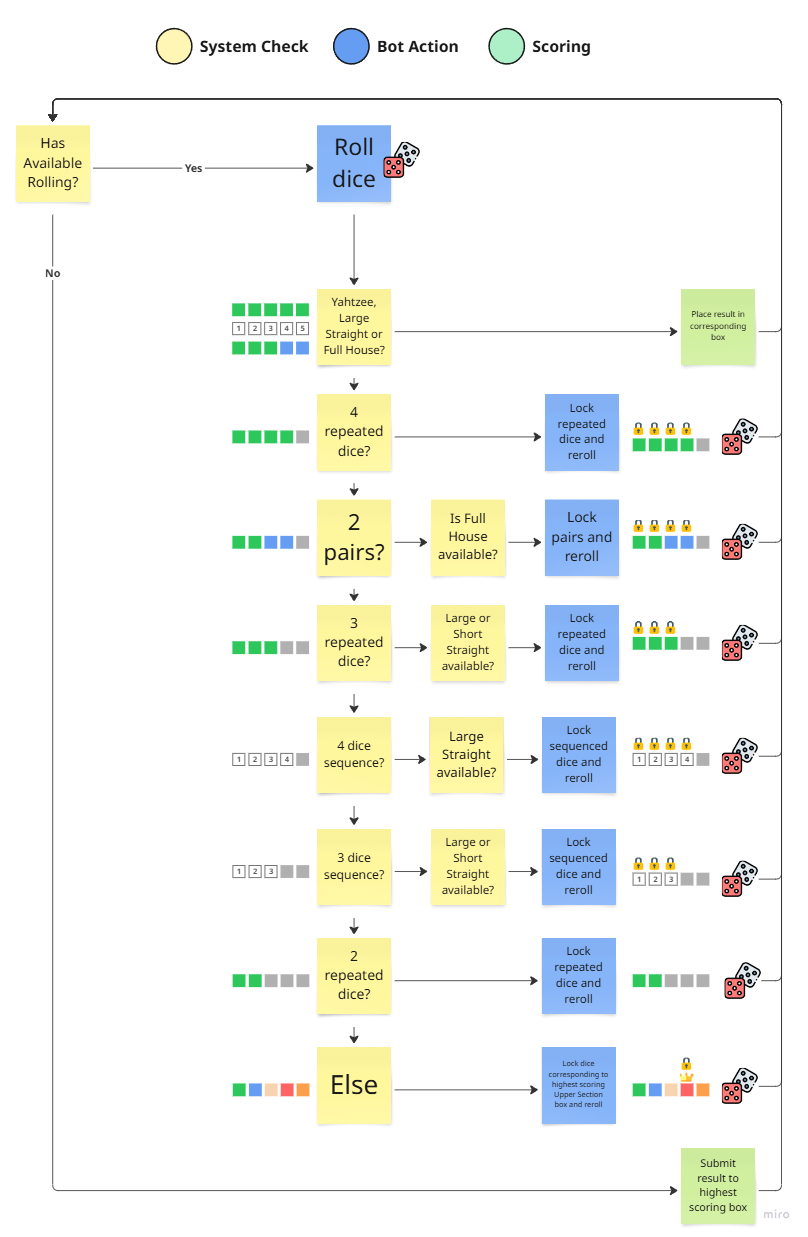 System Check
Bot Action
Scoring
Has
Available
Rolling?
Yes
Roll
dice
No
Yahtzee,
Large
Straight or
Full House?
1 2 3 4 5
Place result in
corresponding
box
4
repeated
dice?
Lock
repeated
dice and
reroll
2
pairs?
Is Full
House
available?
Lock
pairs and
reroll
3
repeated
dice?
Large or
Short
Straight
available?
Lock
repeated
dice and
reroll
1 2 3 4
4 dice
sequence?
Large
Straight
available?
Lock
sequenced
dice and
reroll
1 2 3 4
1 2 3
3 dice
sequence?
Large or
Short
Straight
available?
Lock
sequenced
dice and
reroll
1 2 3
2
repeated
dice?
Lock
repeated
dice and
reroll
Else
Lock dice
corresponding to
highest scoring
Upper Section
box and reroll
Submit
result to
highest
scoring box
miro